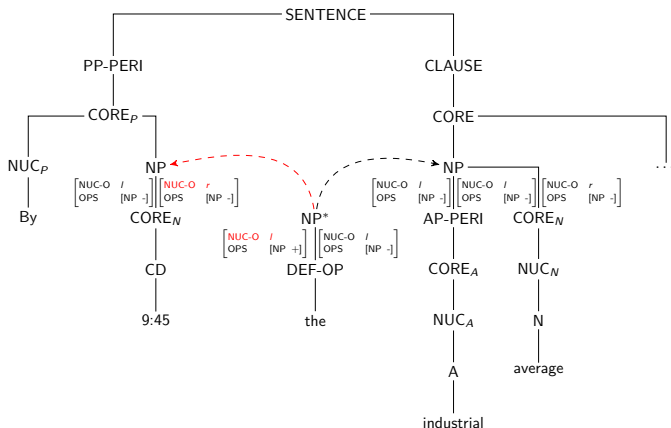 SENTENCE
PP-PERI CLAUSE
CORE_P CORE
NUC_P NP NP ...
[NUC-O l OPS [NP -]] [NUC-O r OPS [NP -]] [NUC-O l OPS [NP -]] [NUC-O l OPS [NP -]] [NUC-O r OPS [NP -]]
By CORE_N NP* AP-PERI CORE_N
[NUC-O l OPS [NP +]] [NUC-O l OPS [NP -]]
CD DEF-OP CORE_A NUC_N
9:45 the NUC_A N
A average
industrial